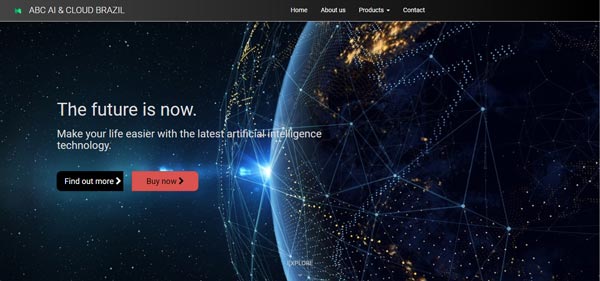 ABC AI & CLOUD BRAZIL Home About us Products Contact
The future is now.
Make your life easier with the latest artificial intelligence
technology.
Find out more Buy now
EXPLORE